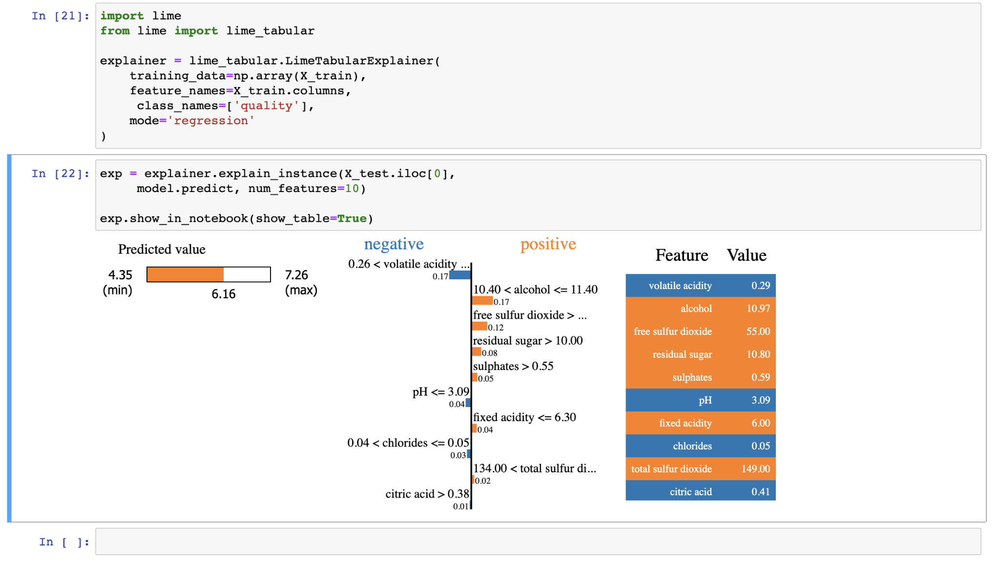 In [21]:
import lime
from lime import lime_tabular
explainer = lime_tabular.LimeTabularExplainer(
    training_data=np.array(X_train),
    feature_names=X_train.columns,
     class_names=['quality'],
    mode='regression'
)
In [22]:
exp = explainer.explain_instance(X_test.iloc[0],
     model.predict, num_features=10)
exp.show_in_notebook(show_table=True)
Predicted value
4.35
(min)
6.16
7.26
(max)
negative positive
0.26 < volatile acidity ...
0.17
10.40 < alcohol <= 11.40
0.17
free sulfur dioxide > ...
0.12
residual sugar > 10.00
0.08
sulphates > 0.55
0.05
pH <= 3.09
0.04
fixed acidity <= 6.30
0.04
0.04 < chlorides <= 0.05
0.03
134.00 < total sulfur di...
0.02
citric acid > 0.38
0.01
Feature Value
volatile acidity 0.29
alcohol 10.97
free sulfur dioxide 55.00
residual sugar 10.80
sulphates 0.59
pH 3.09
fixed acidity 6.00
chlorides 0.05
total sulfur dioxide 149.00
citric acid 0.41
In [ ]: